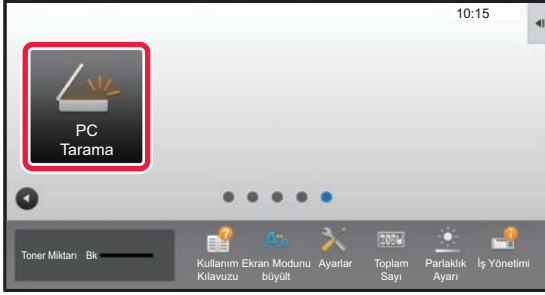 10:15
PC
Tarama
Toner Miktarı Bk
Kullanım Ekran Modunu Ayarlar Toplam Parlaklık İş Yönetimi
Kılavuzu büyült Sayı Ayarı